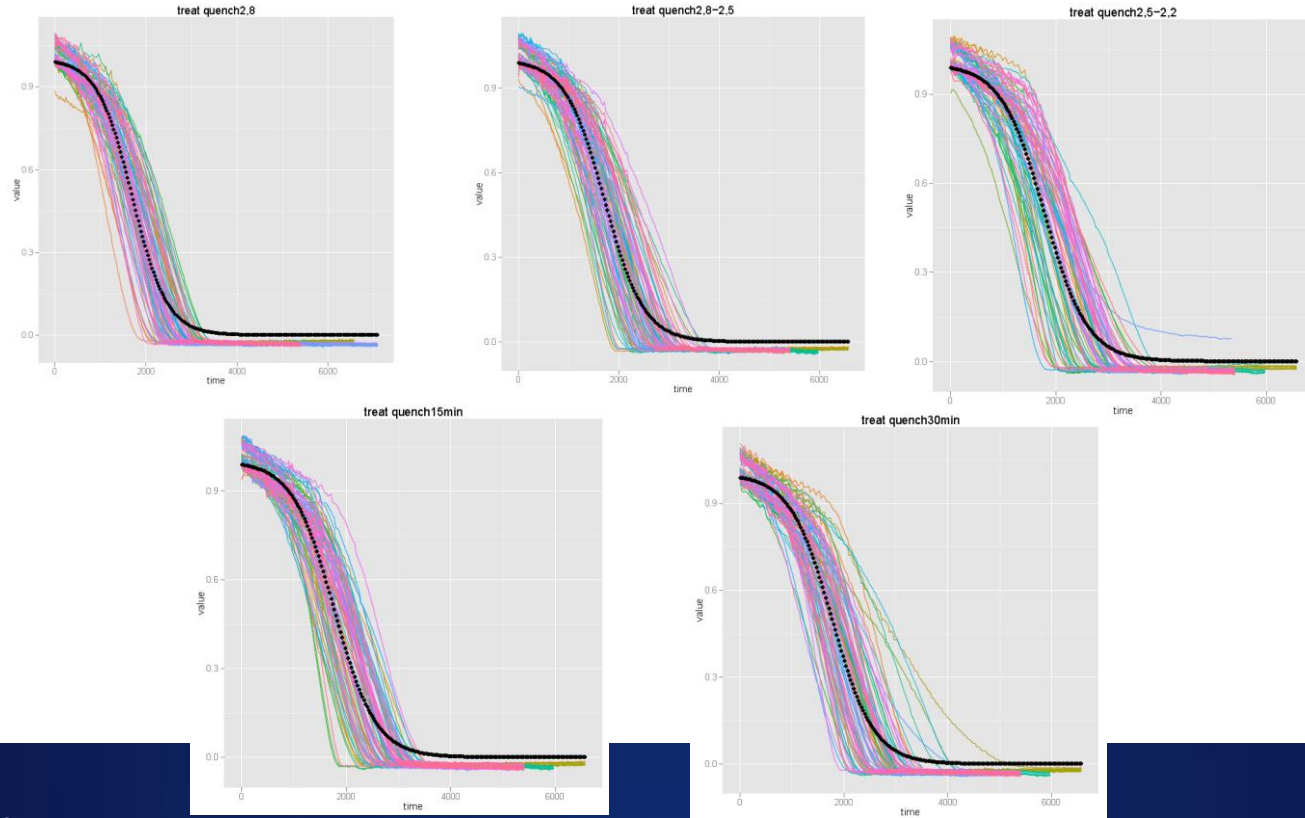 treat quench2,8
0.9
0.6
0.3
0.0
value
0
2000
4000
6000
time
treat quench2,8−2,5
0.9
0.6
0.3
0.0
value
0
2000
4000
6000
time
treat quench2,5−2,2
0.9
0.6
0.3
0.0
value
0
2000
4000
6000
time
treat quench15min
0.9
0.6
0.3
0.0
value
0
2000
4000
6000
time
treat quench30min
0.9
0.6
0.3
0.0
value
0
2000
4000
6000
time